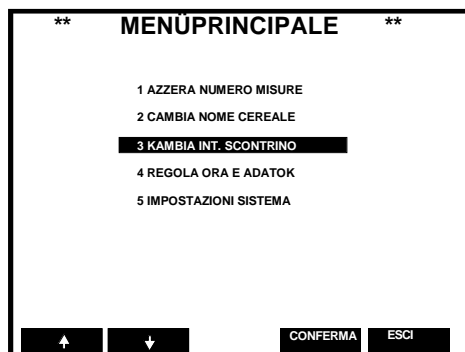 ** MENÜPRINCIPALE **
1 AZZERA NUMERO MISURE
2 CAMBIA NOME CEREALE
3 KAMBIA INT. SCONTRINO
4 REGOLA ORA E ADATOK
5 IMPOSTAZIONI SISTEMA
CONFERMA ESCI